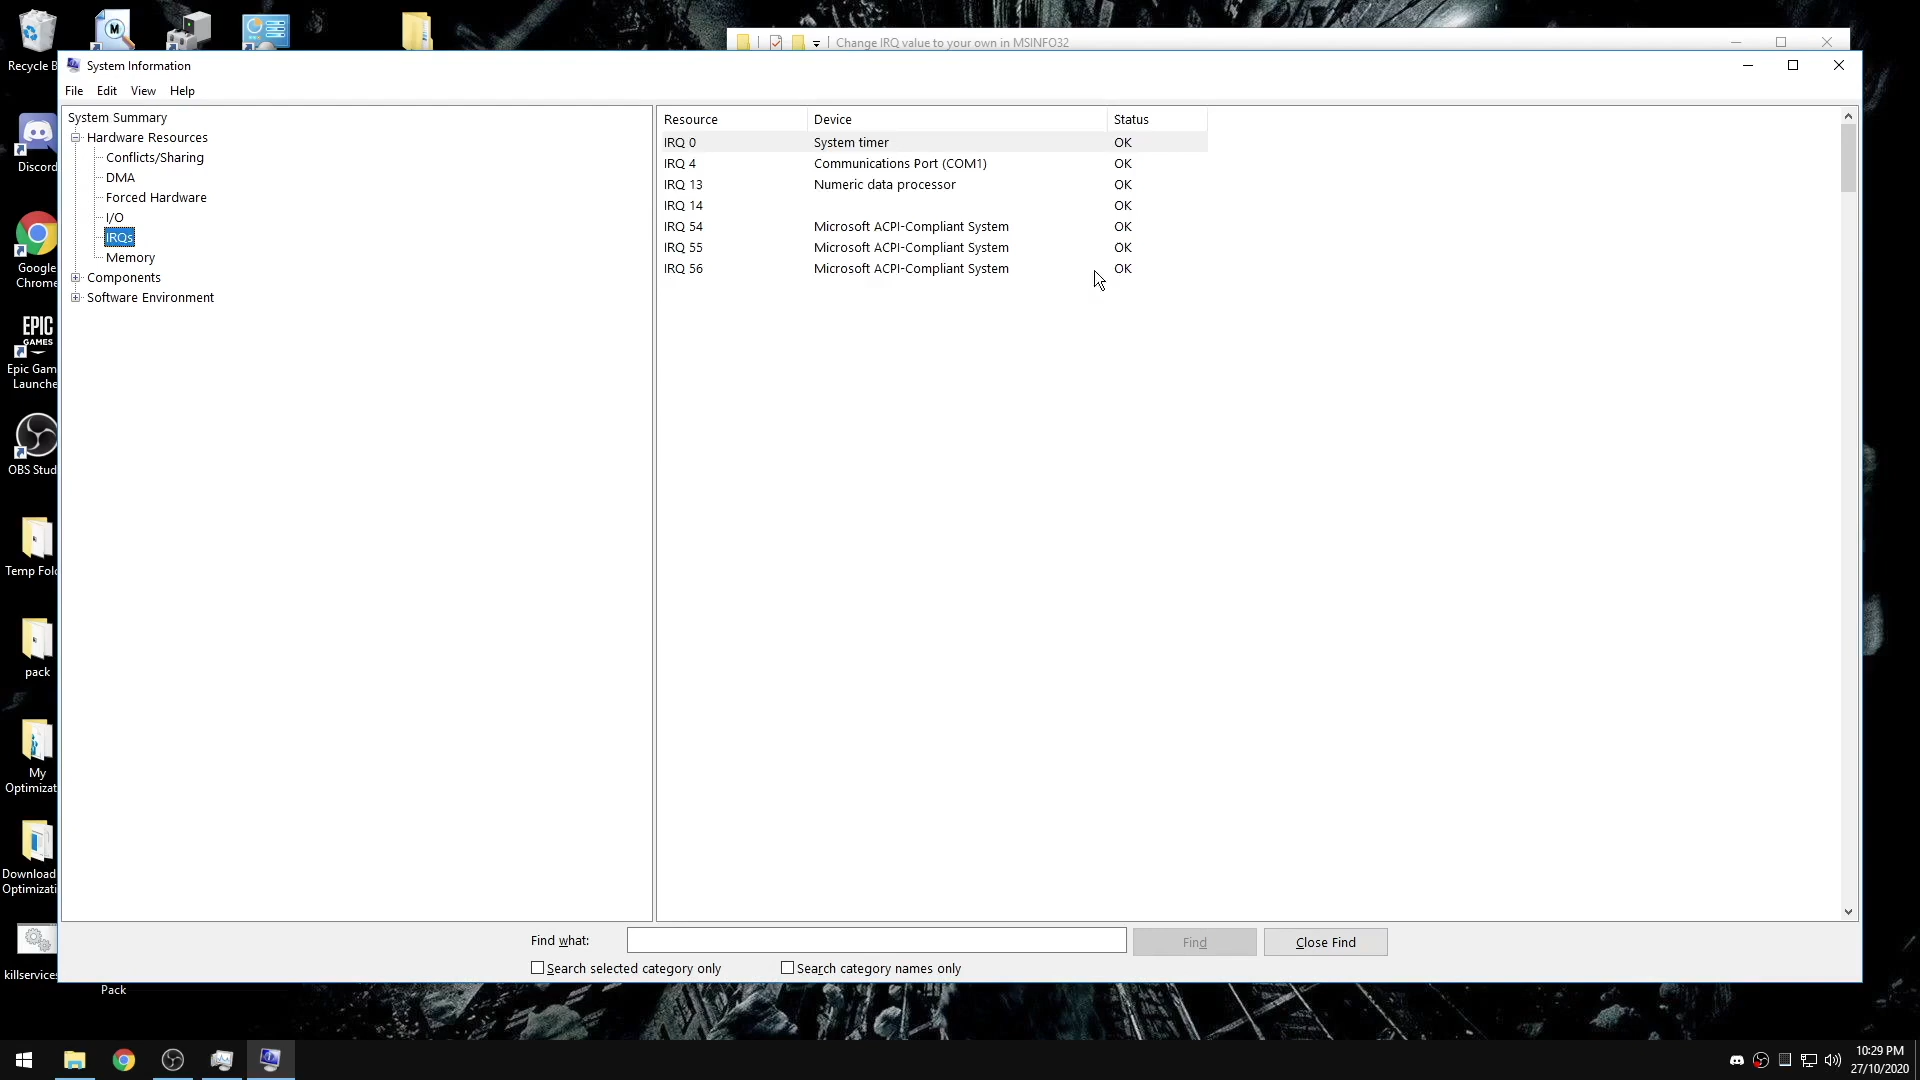 Recycle B
Change IRQ value to your own in MSINFO32
System Information
File Edit View Help
System Summary
Hardware Resources
Conflicts/Sharing
DMA
Forced Hardware
I/O
IRQs
Memory
Components
Software Environment
Resource Device Status
IRQ 0 System timer OK
IRQ 4 Communications Port (COM1) OK
IRQ 13 Numeric data processor OK
IRQ 14 OK
IRQ 54 Microsoft ACPI-Compliant System OK
IRQ 55 Microsoft ACPI-Compliant System OK
IRQ 56 Microsoft ACPI-Compliant System OK
Discord
Google
Chrome
EPIC
GAMES
Epic Gam
Launche
OBS Stud
Temp Fol
pack
My
Optimizat
Download
Optimizati
killservices
Pack
Find what:
Find
Close Find
Search selected category only
Search category names only
10:29 PM
27/10/2020